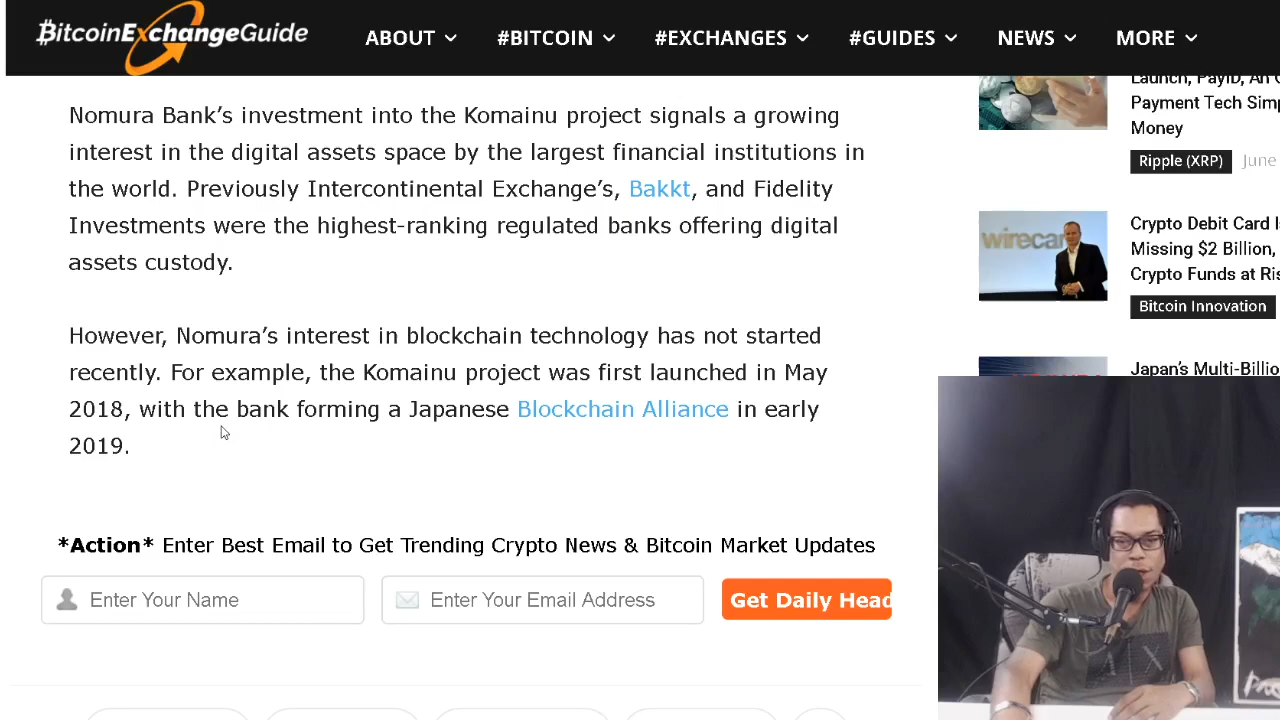 BitcoinExchangeGuide
ABOUT
#BITCOIN
#EXCHANGES
#GUIDES
NEWS
MORE
Nomura Bank’s investment into the Komainu project signals a growing
interest in the digital assets space by the largest financial institutions in
the world. Previously Intercontinental Exchange’s, Bakkt, and Fidelity
Investments were the highest-ranking regulated banks offering digital
assets custody.
However, Nomura’s interest in blockchain technology has not started
recently. For example, the Komainu project was first launched in May
2018, with the bank forming a Japanese Blockchain Alliance in early
2019.
*Action* Enter Best Email to Get Trending Crypto News & Bitcoin Market Updates
Enter Your Name
Enter Your Email Address
Get Daily Head
Launch, PayID, An
Payment Tech Simp
Money
Ripple (XRP) June
wirecar
Crypto Debit Card
Missing $2 Billion,
Crypto Funds at Ris
Bitcoin Innovation
Japan’s Multi-Billio